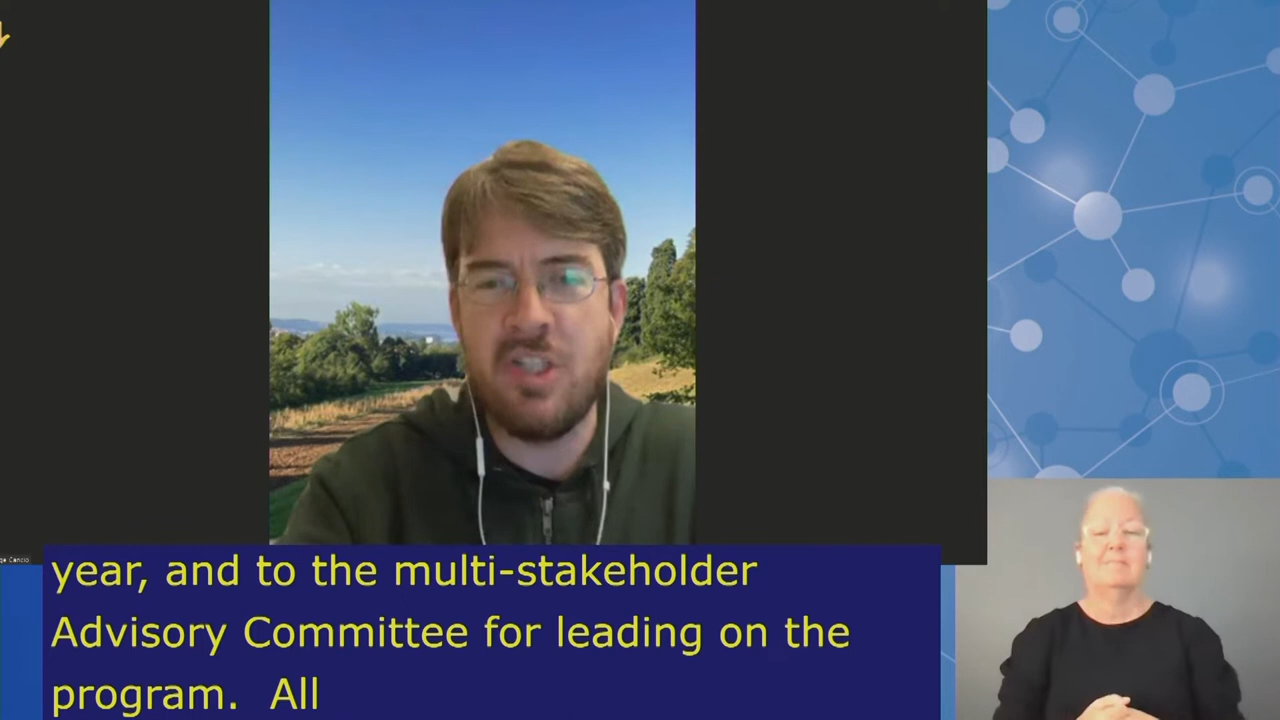 year, and to the multi-stakeholder
Advisory Committee for leading on the
program.  All